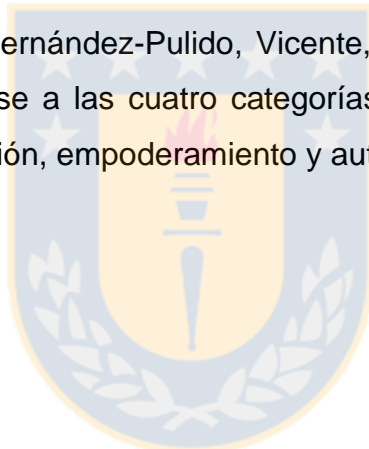 ernández-Pulido, Vicente,
se a las cuatro categorías
ión, empoderamiento y aut